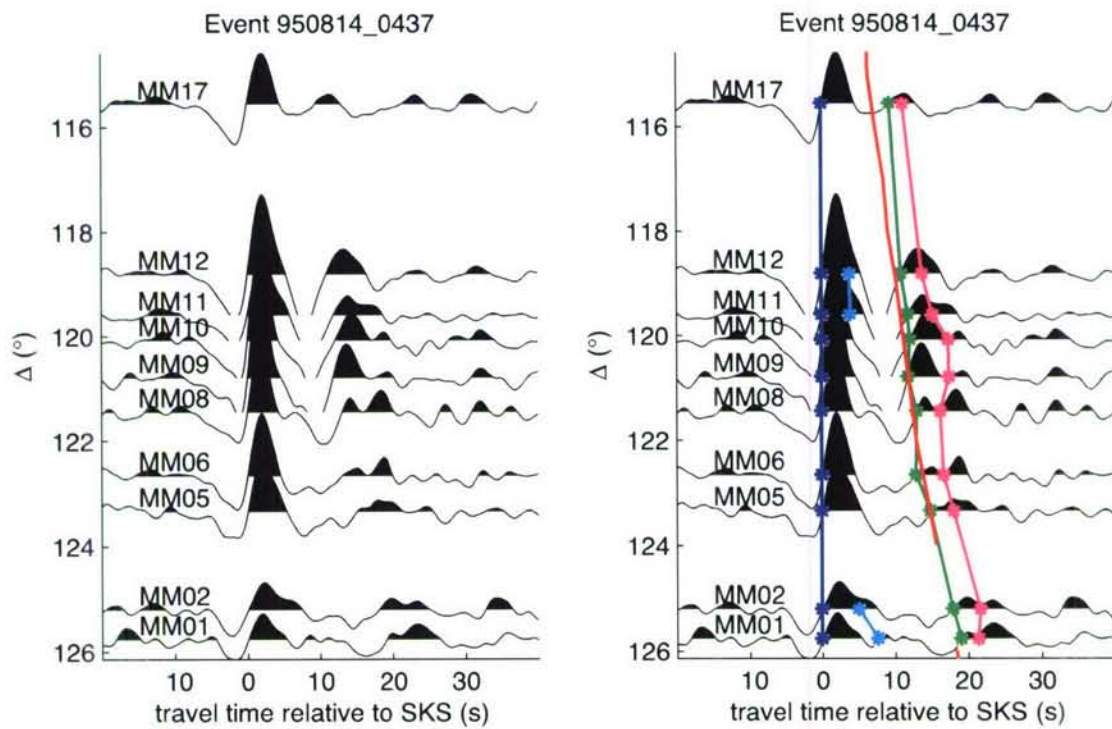 Event 950814_0437
MM17
116
118
MM12
MM11
120
MM10
MM09
MM08
122
MM06
MM05
124
MM02
MM01
126
Δ (°)
10 0 10 20 30
travel time relative to SKS (s)
Event 950814_0437
MM17
116
118
MM12
MM11
120
MM10
MM09
MM08
122
MM06
MM05
124
MM02
MM01
126
Δ (°)
10 0 10 20 30
travel time relative to SKS (s)